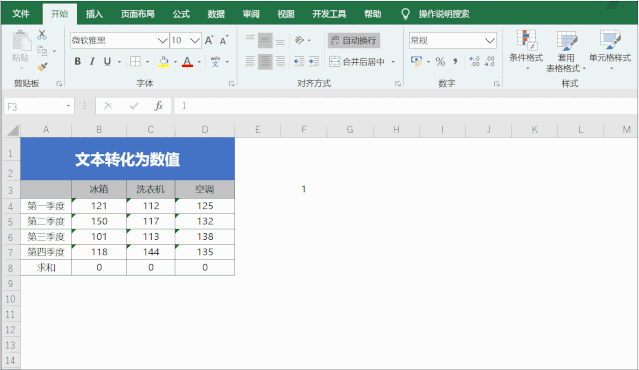 文件 开始 插入 页面布局 公式 数据 审阅 视图 开发工具 帮助 操作说明搜索
微软雅黑 10 A A 自动换行 常规
粘贴 B I U A wén 文 合并后居中 % 条件格式 套用 表格格式 单元格样式
剪贴板 字体 对齐方式 数字 样式
F3 fx 1
A B C D E F G H I J K L M
1 文本转化为数值
2
3 冰箱 洗衣机 空调 1
4 第一季度 121 112 125
5 第二季度 150 117 132
6 第三季度 101 113 138
7 第四季度 118 144 135
8 求和 0 0 0
9
10
11
12
13
14